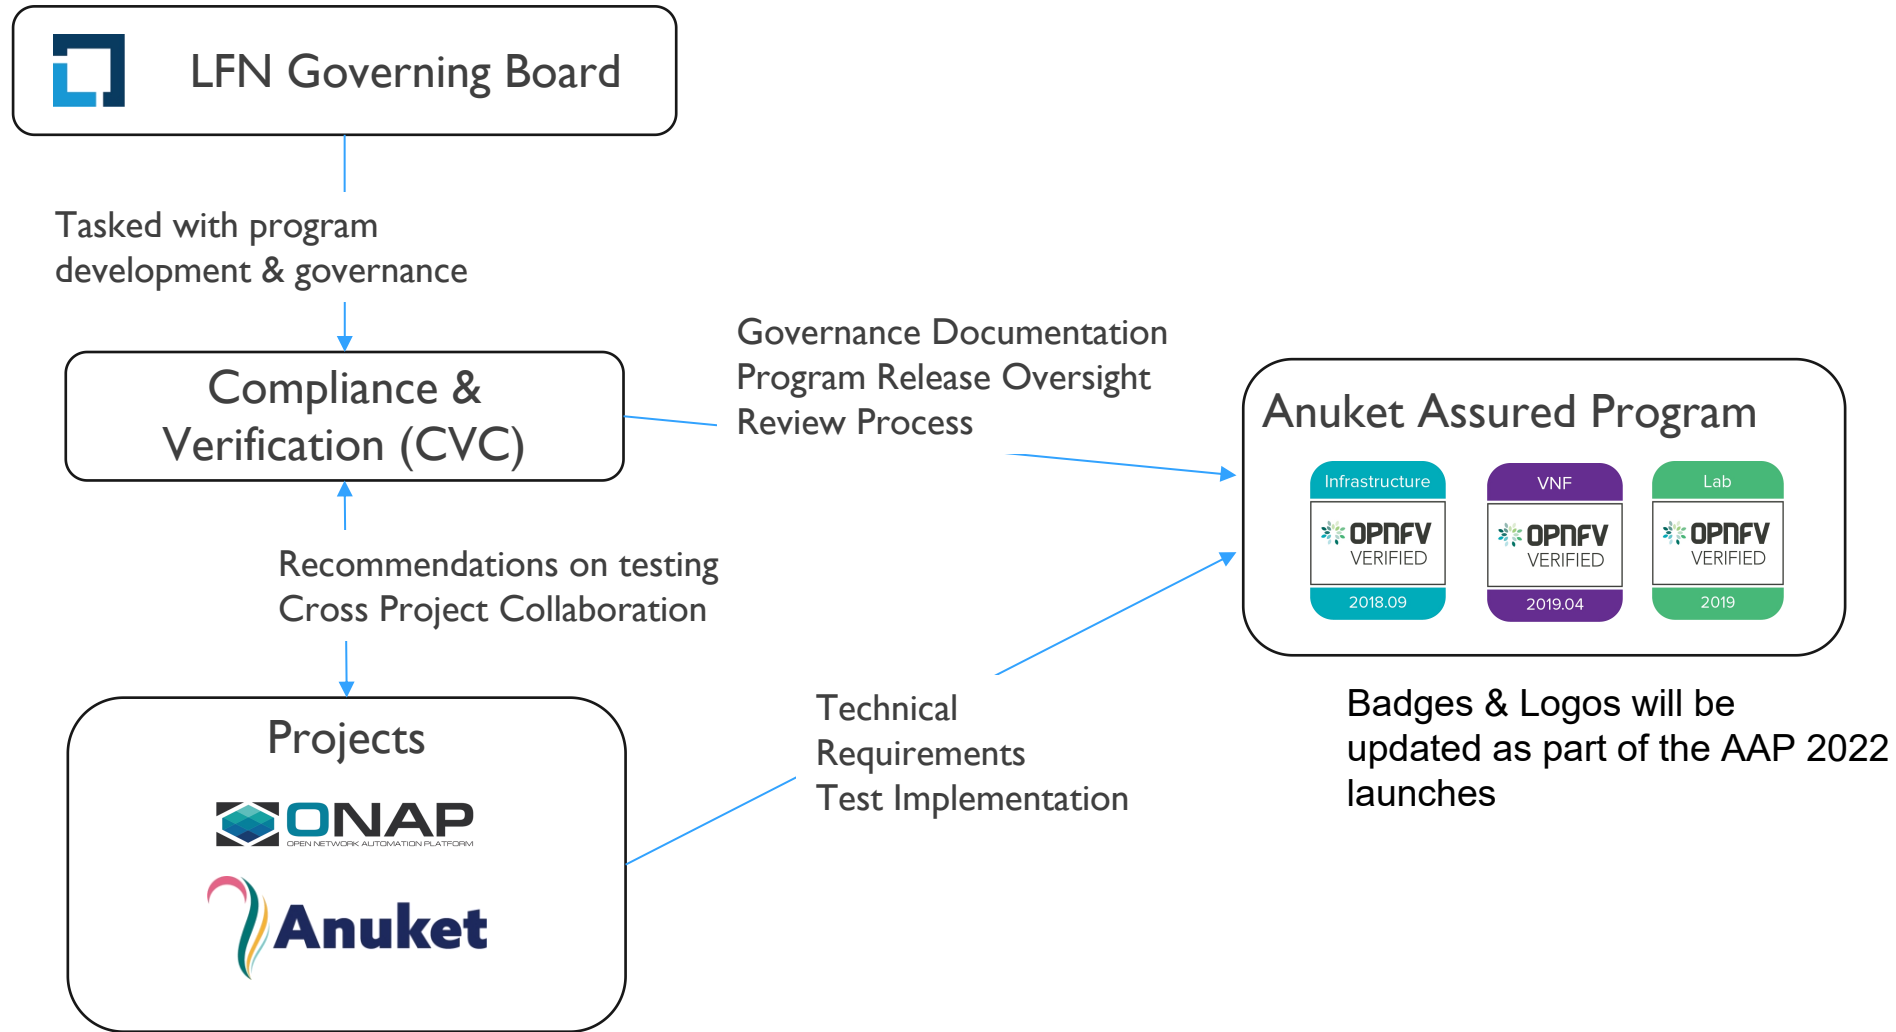 LFN Governing Board
Tasked with program
development & governance
Compliance &
Verification (CVC)
Governance Documentation
Program Release Oversight
Review Process
Recommendations on testing
Cross Project Collaboration
Projects
ONAP
OPEN NETWORK AUTOMATION PLATFORM
Anuket
Technical
Requirements
Test Implementation
Anuket Assured Program
Infrastructure
OPNFV
VERIFIED
2018.09
VNF
OPNFV
VERIFIED
2019.04
Lab
OPNFV
VERIFIED
2019
Badges & Logos will be
updated as part of the AAP 2022
launches